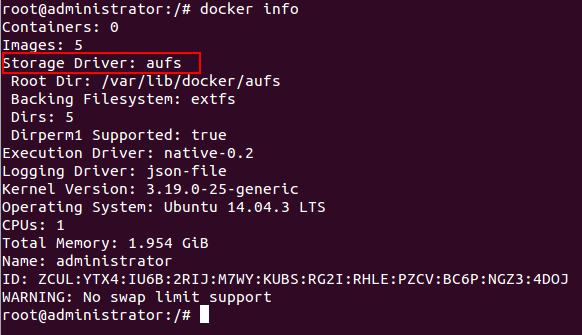 root@administrator:/# docker info
Containers: 0
Images: 5
Storage Driver: aufs
 Root Dir: /var/lib/docker/aufs
 Backing Filesystem: extfs
 Dirs: 5
 Dirperm1 Supported: true
Execution Driver: native-0.2
Logging Driver: json-file
Kernel Version: 3.19.0-25-generic
Operating System: Ubuntu 14.04.3 LTS
CPUs: 1
Total Memory: 1.954 GiB
Name: administrator
ID: ZCUL:YTX4:IU6B:2RIJ:M7WY:KUBS:RG2I:RHLE:PZCV:BC6P:NGZ3:4DOJ
WARNING: No swap limit support
root@administrator:/#